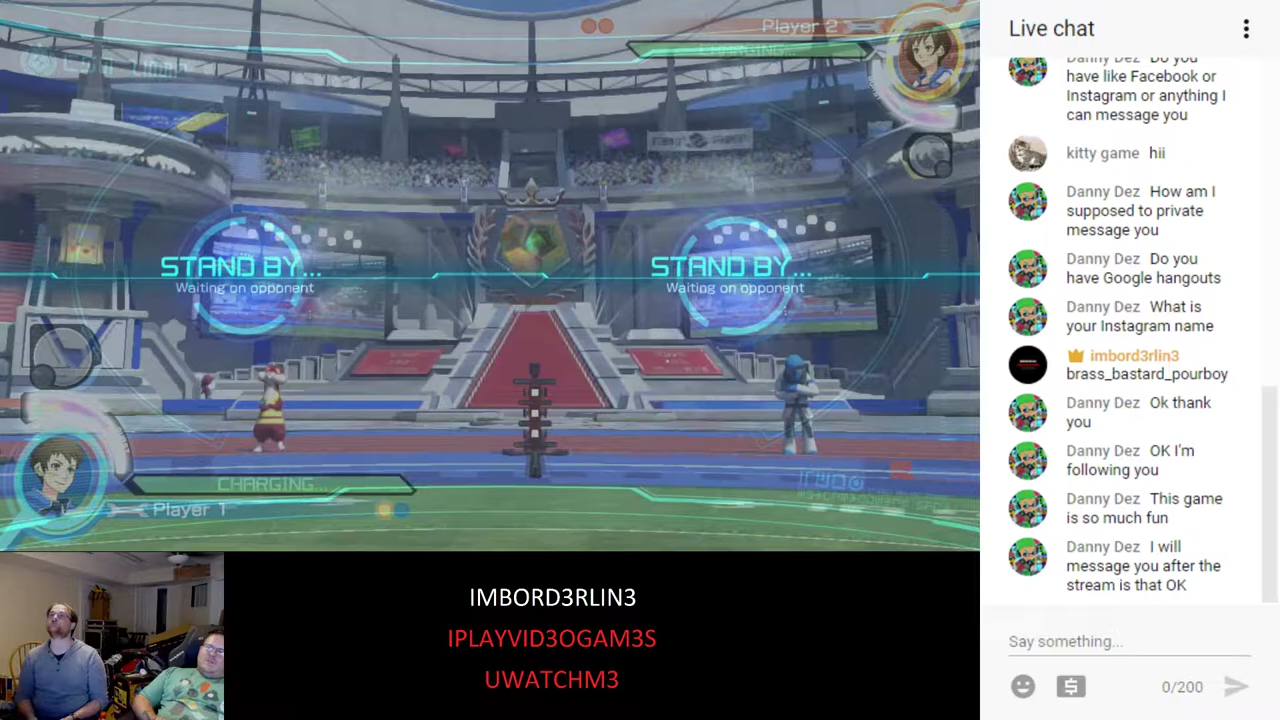 Player 2
CHARGING...
STAND BY...
Waiting on opponent
STAND BY...
Waiting on opponent
CHARGING...
Player 1
IMBORD3RLIN3
IPLAYVID3OGAM3S
UWATCHM3
Live chat
Danny Dez Do you
have like Facebook or
Instagram or anything I
can message you
kitty game hii
Danny Dez How am I
supposed to private
message you
Danny Dez Do you
have Google hangouts
Danny Dez What is
your Instagram name
imbord3rlin3
brass_bastard_pourboy
Danny Dez Ok thank
you
Danny Dez OK I'm
following you
Danny Dez This game
is so much fun
Danny Dez I will
message you after the
stream is that OK
Say something...
0/200